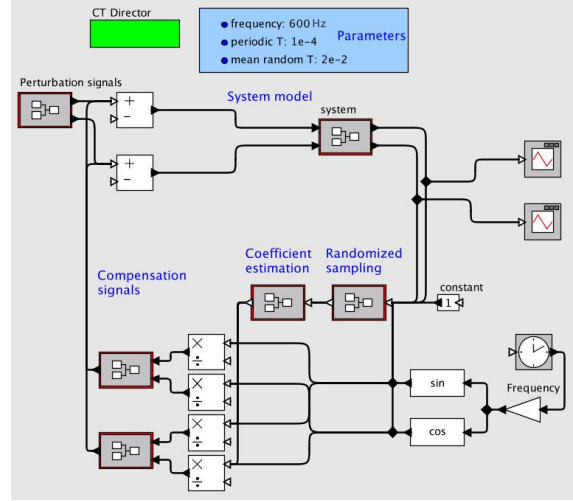 CT Director
frequency: 600 Hz
periodic T: 1e-4
mean random T: 2e-2
Parameters
Perturbation signals
System model
system
+
−
+
−
Coefficient
estimation
Randomized
sampling
Compensation
signals
constant
1
×
÷
×
÷
sin
Frequency
×
÷
cos
×
÷